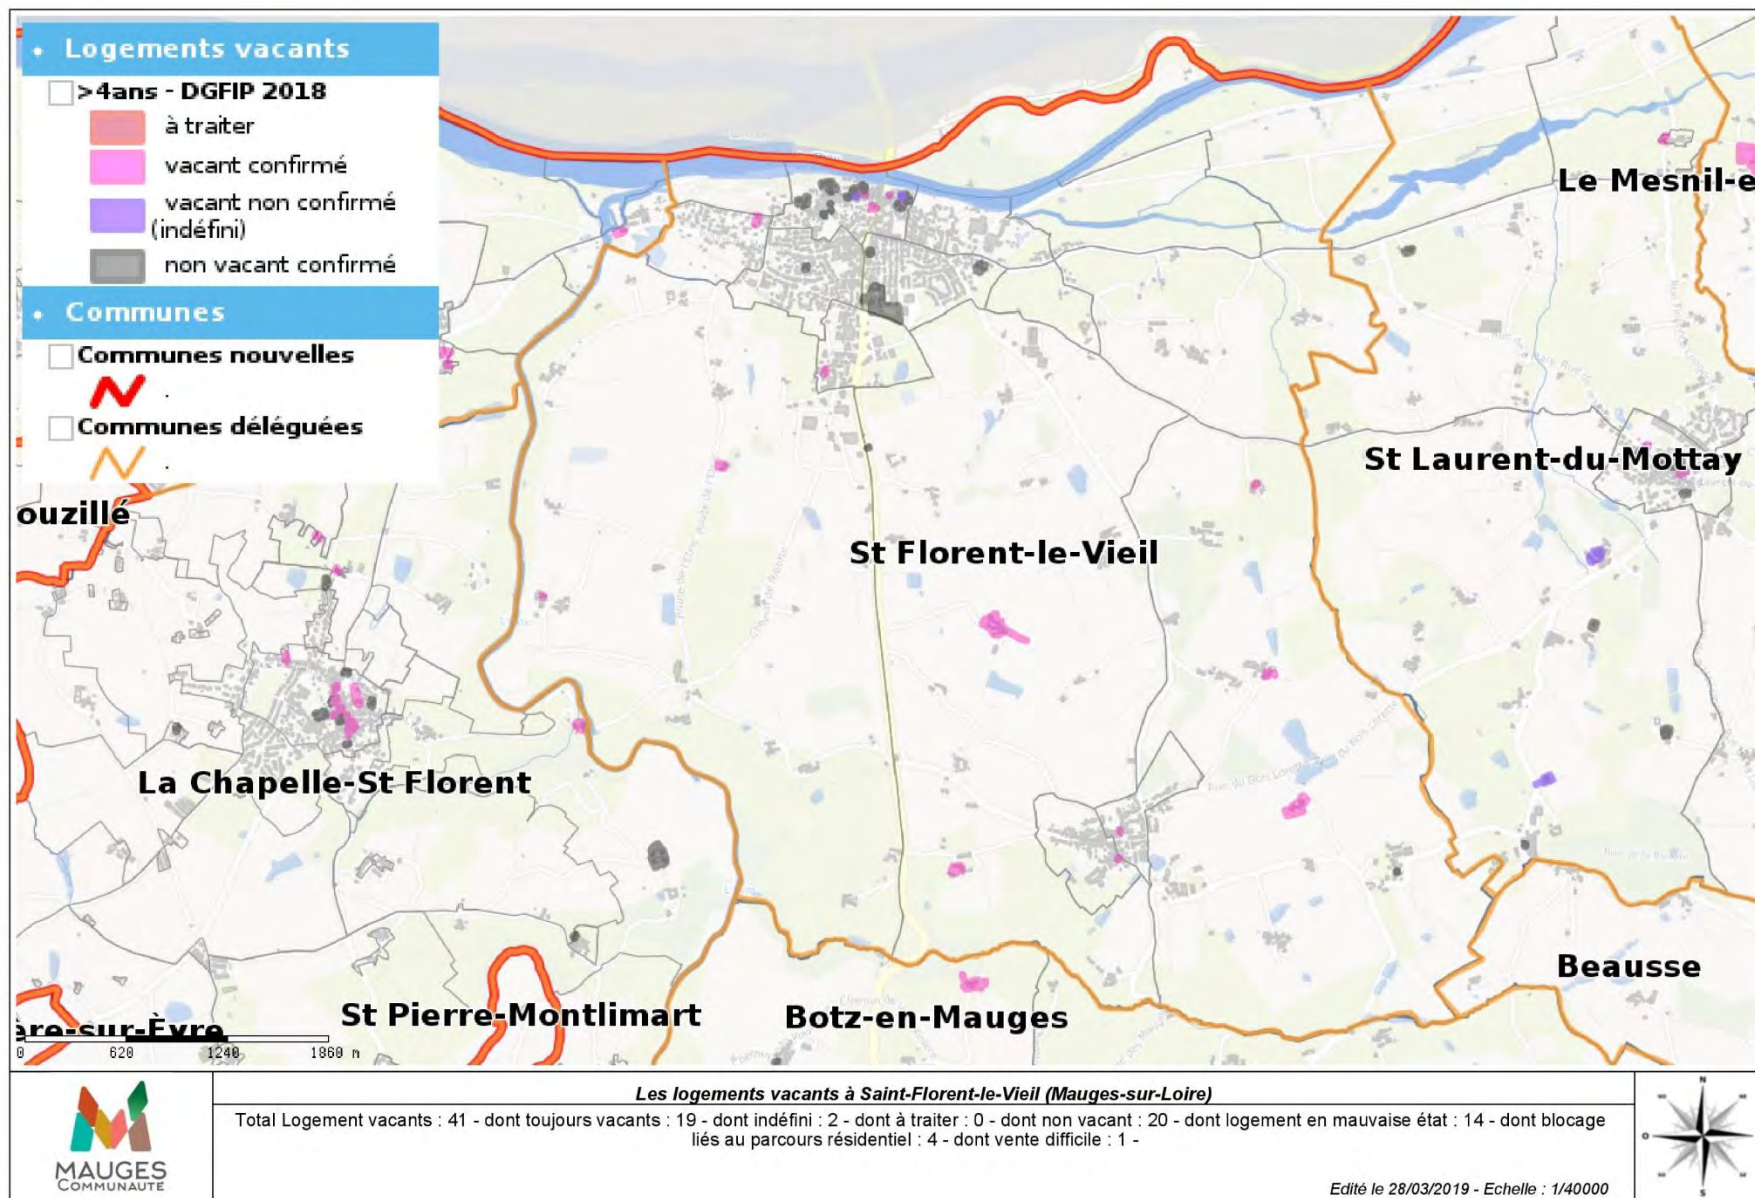 Logements vacants
>4ans - DGFIP 2018
à traiter
vacant confirmé
vacant non confirmé
(indéfini)
non vacant confirmé
Communes
Communes nouvelles
.
Communes déléguées
.
Le Mesnil-e
St Laurent-du-Mottay
ouzillé
St Florent-le-Vieil
La Chapelle-St Florent
Beausse
St Pierre-Montlimart
Botz-en-Mauges
ère-sur-Èvre
0 620 1240 1860 m
MAUGES
COMMUNAUTÉ
Les logements vacants à Saint-Florent-le-Vieil (Mauges-sur-Loire)
Total Logement vacants : 41 - dont toujours vacants : 19 - dont indéfini : 2 - dont à traiter : 0 - dont non vacant : 20 - dont logement en mauvaise état : 14 - dont blocage
liés au parcours résidentiel : 4 - dont vente difficile : 1 -
Edité le 28/03/2019 - Echelle : 1/40000
N
O
E
S